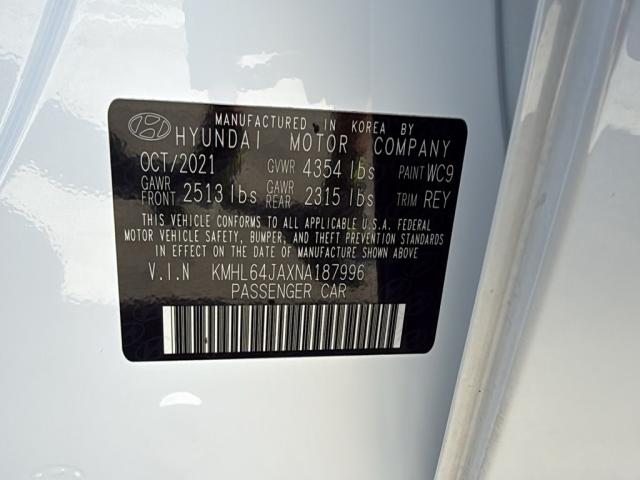 MANUFACTURED IN KOREA BY
HYUNDAI MOTOR COMPANY
OCT/2021 GVWR 4354 lbs PAINT WC9
GAWR FRONT 2513 lbs GAWR REAR 2315 lbs TRIM REY
THIS VEHICLE CONFORMS TO ALL APPLICABLE U.S.A. FEDERAL
MOTOR VEHICLE SAFETY, BUMPER, AND THEFT PREVENTION STANDARDS
IN EFFECT ON THE DATE OF MANUFACTURE SHOWN ABOVE
V.I.N KMHL64JAXNA187996
PASSENGER CAR